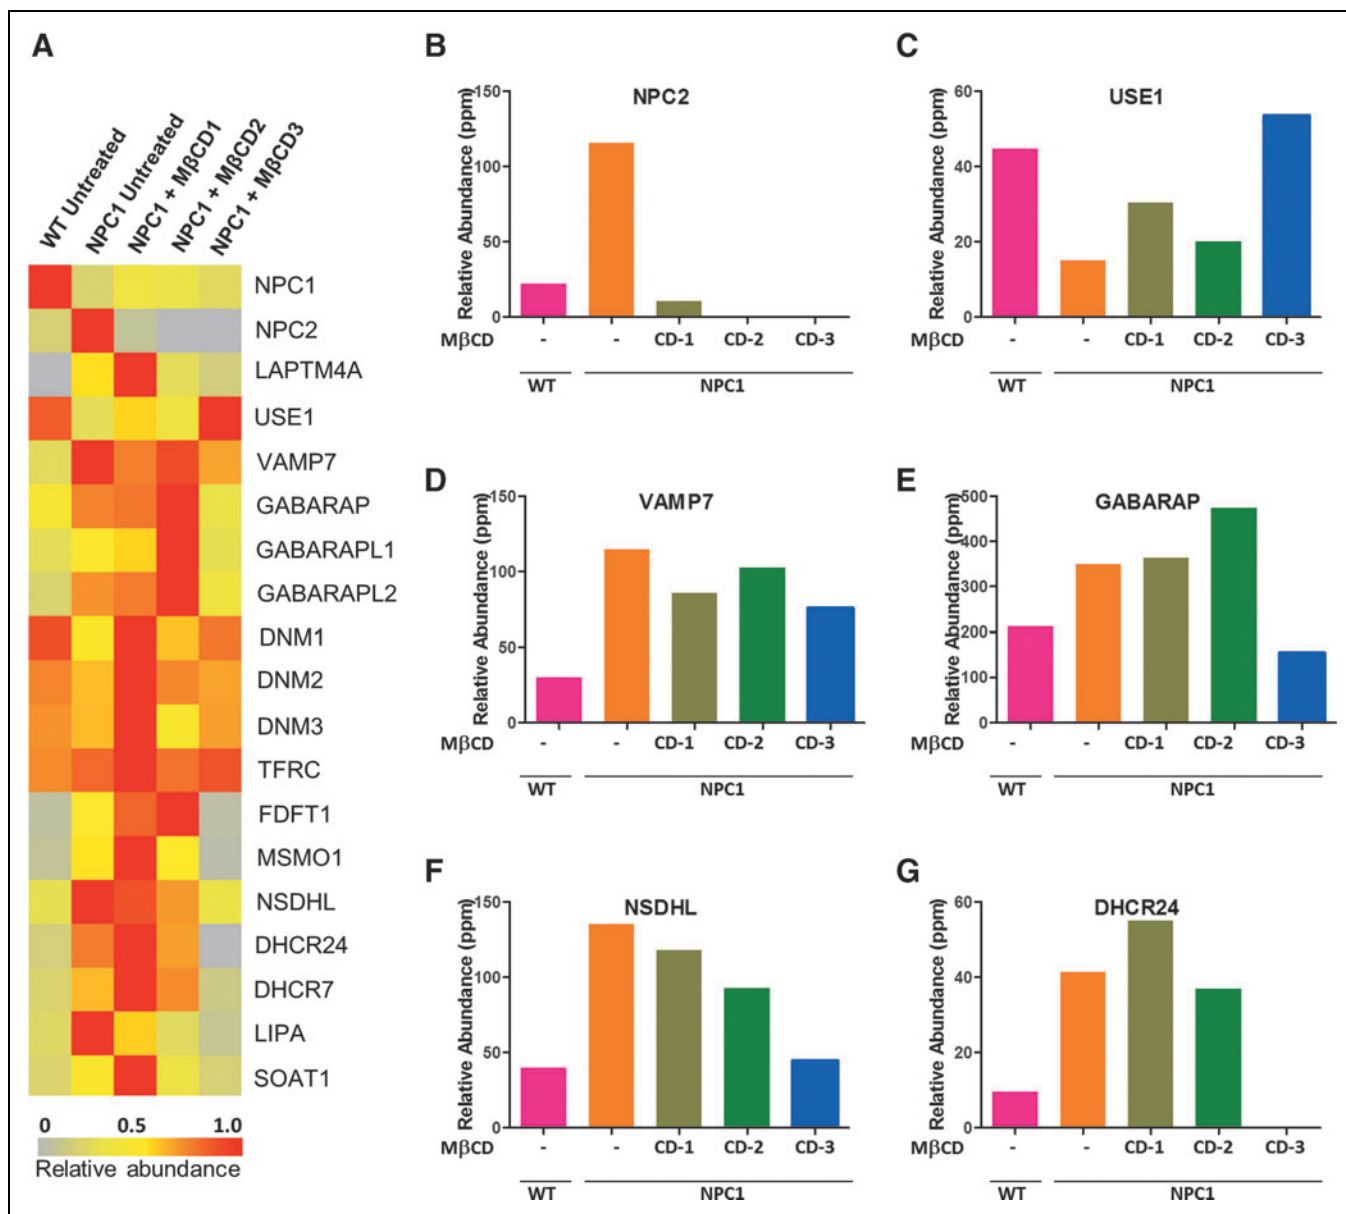 A
WT Untreated
NPC1 Untreated
NPC1 + MβCD1
NPC1 + MβCD2
NPC1 + MβCD3
NPC1
NPC2
LAPTM4A
USE1
VAMP7
GABARAP
GABARAPL1
GABARAPL2
DNM1
DNM2
DNM3
TFRC
FDFT1
MSMO1
NSDHL
DHCR24
DHCR7
LIPA
SOAT1
0 0.5 1.0
Relative abundance
B
NPC2
Relative Abundance (ppm)
150
100
50
0
MβCD - - CD-1 CD-2 CD-3
WT NPC1
C
USE1
Relative Abundance (ppm)
60
40
20
0
MβCD - - CD-1 CD-2 CD-3
WT NPC1
D
VAMP7
Relative Abundance (ppm)
150
100
50
0
MβCD - - CD-1 CD-2 CD-3
WT NPC1
E
GABARAP
Relative Abundance (ppm)
500
400
300
200
100
0
MβCD - - CD-1 CD-2 CD-3
WT NPC1
F
NSDHL
Relative Abundance (ppm)
150
100
50
0
MβCD - - CD-1 CD-2 CD-3
WT NPC1
G
DHCR24
Relative Abundance (ppm)
60
40
20
0
MβCD - - CD-1 CD-2 CD-3
WT NPC1